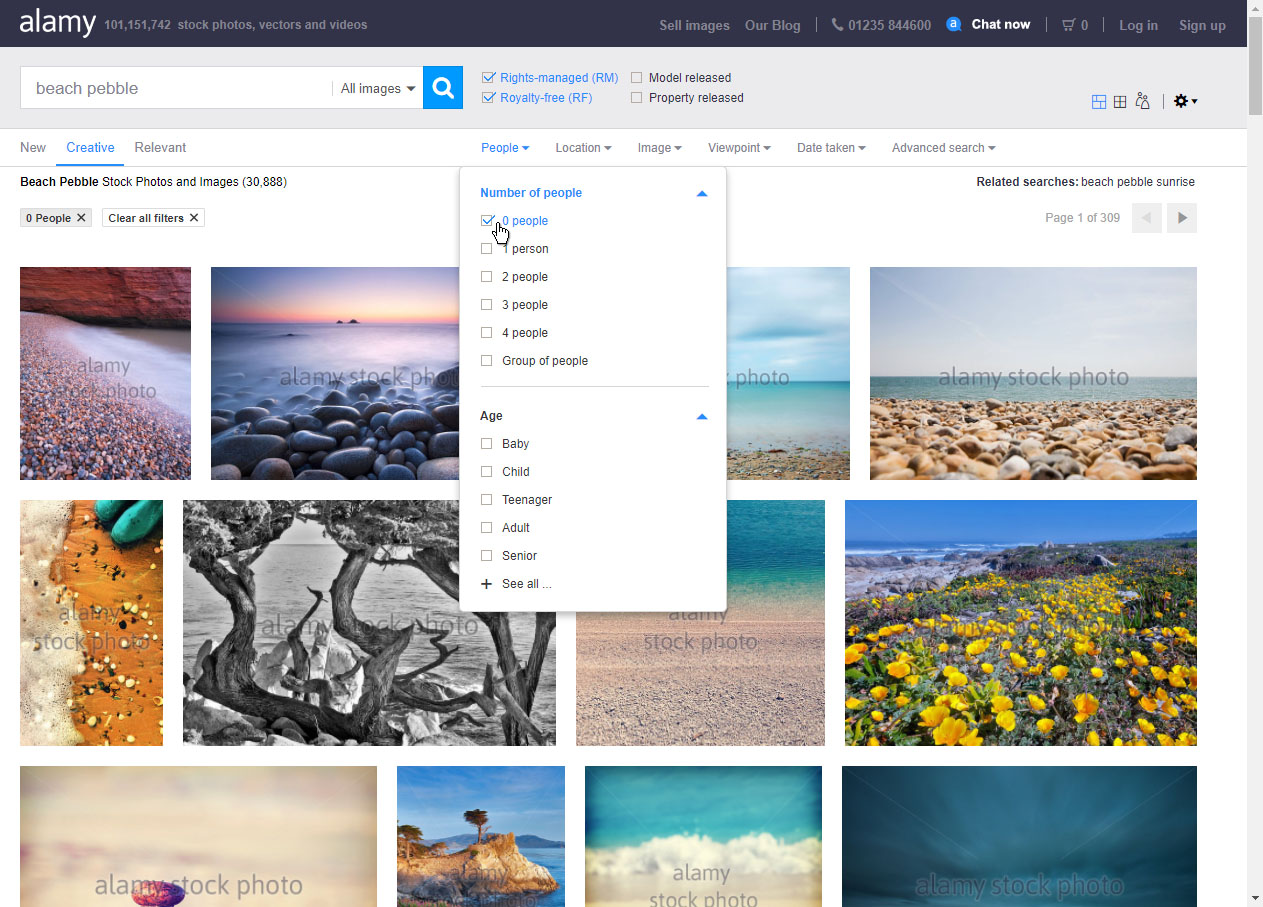 alamy 101,151,742 stock photos, vectors and videos
Sell images Our Blog 01235 844600 a Chat now 0 Log in Sign up
beach pebble All images
Rights-managed (RM) Model released
Royalty-free (RF) Property released
New Creative Relevant
People Location Image Viewpoint Date taken Advanced search
Beach Pebble Stock Photos and Images (30,888)
Related searches: beach pebble sunrise
0 People Clear all filters
Page 1 of 309
Number of people
0 people
1 person
2 people
3 people
4 people
Group of people
Age
Baby
Child
Teenager
Adult
Senior
See all ...
alamy
stock photo
alamy stock photo
photo
alamy stock photo
alamy
stock photo
alamy stock photo
alamy
stock photo
alamy stock photo
alamy stock photo
alamy
alamy
stock photo
alamy stock photo